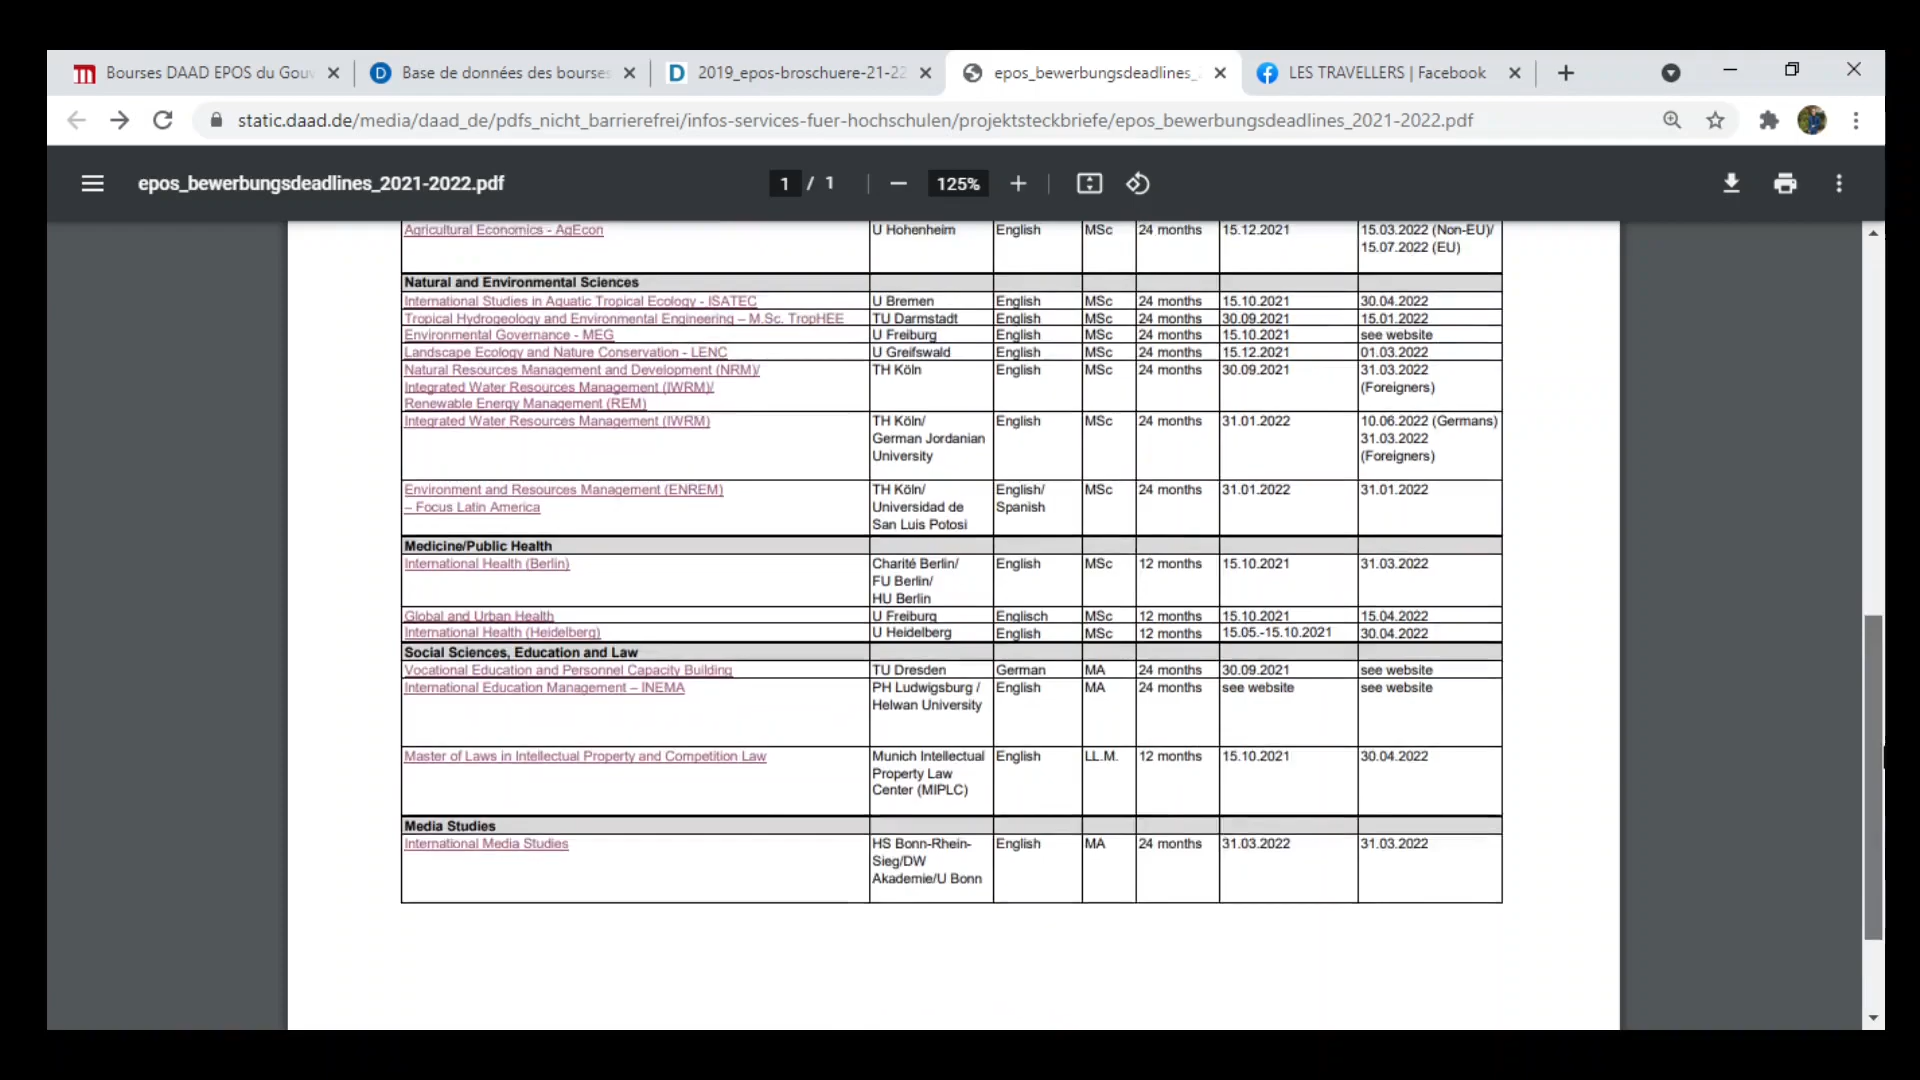 Bourses DAAD EPOS du Gou
Base de données des bourses
2019_epos-broschuere-21-22
epos_bewerbungsdeadlines_
LES TRAVELLERS | Facebook
static.daad.de/media/daad_de/pdfs_nicht_barrierefrei/infos-services-fuer-hochschulen/projektsteckbriefe/epos_bewerbungsdeadlines_2021-2022.pdf
epos_bewerbungsdeadlines_2021-2022.pdf
1 / 1
125%
Agricultural Economics - AgEcon U Hohenheim English MSc 24 months 15.12.2021 15.03.2022 (Non-EU)/
15.07.2022 (EU)
Natural and Environmental Sciences
International Studies in Aquatic Tropical Ecology - ISATEC U Bremen English MSc 24 months 15.10.2021 30.04.2022
Tropical Hydrogeology and Environmental Engineering – M.Sc. TropHEE TU Darmstadt English MSc 24 months 30.09.2021 15.01.2022
Environmental Governance - MEG U Freiburg English MSc 24 months 15.10.2021 see website
Landscape Ecology and Nature Conservation - LENC U Greifswald English MSc 24 months 15.12.2021 01.03.2022
Natural Resources Management and Development (NRM)/ TH Köln English MSc 24 months 30.09.2021 31.03.2022
Integrated Water Resources Management (IWRM)/ (Foreigners)
Renewable Energy Management (REM)
Integrated Water Resources Management (IWRM) TH Köln/ English MSc 24 months 31.01.2022 10.06.2022 (Germans)
German Jordanian 31.03.2022
University (Foreigners)
Environment and Resources Management (ENREM) TH Köln/ English/ MSc 24 months 31.01.2022 31.01.2022
– Focus Latin America Universidad de Spanish
San Luis Potosi
Medicine/Public Health
International Health (Berlin) Charité Berlin/ English MSc 12 months 15.10.2021 31.03.2022
FU Berlin/
HU Berlin
Global and Urban Health U Freiburg Englisch MSc 12 months 15.10.2021 15.04.2022
International Health (Heidelberg) U Heidelberg English MSc 12 months 15.05.-15.10.2021 30.04.2022
Social Sciences, Education and Law
Vocational Education and Personnel Capacity Building TU Dresden German MA 24 months 30.09.2021 see website
International Education Management – INEMA PH Ludwigsburg / English MA 24 months see website see website
Helwan University
Master of Laws in Intellectual Property and Competition Law Munich Intellectual English LL.M. 12 months 15.10.2021 30.04.2022
Property Law
Center (MIPLC)
Media Studies
International Media Studies HS Bonn-Rhein- English MA 24 months 31.03.2022 31.03.2022
Sieg/DW
Akademie/U Bonn